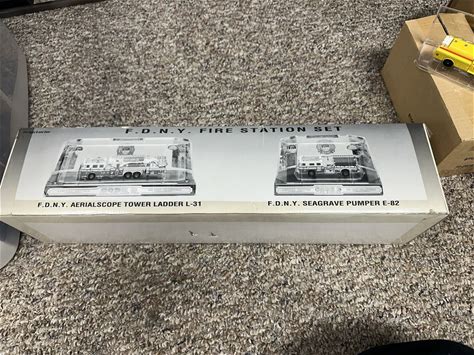 F.D.N.Y. FIRE STATION SET
F.D.N.Y. AERIALSCOPE TOWER LADDER L-31
F.D.N.Y. SEAGRAVE PUMPER E-82